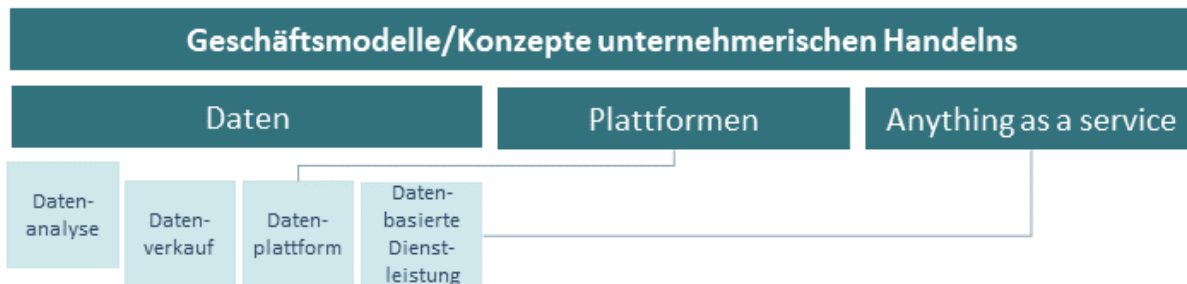 Geschäftsmodelle/Konzepte unternehmerischen Handelns
Daten
Plattformen
Anything as a service
Daten-
analyse
Daten-
verkauf
Daten-
plattform
Daten-
basierte
Dienst-
leistung